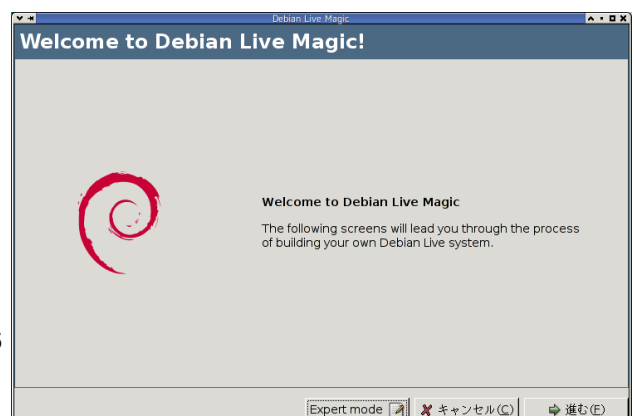 Debian Live Magic
Welcome to Debian Live Magic!
Welcome to Debian Live Magic
The following screens will lead you through the process
of building your own Debian Live system.
Expert mode キャンセル(C) 進む(F)